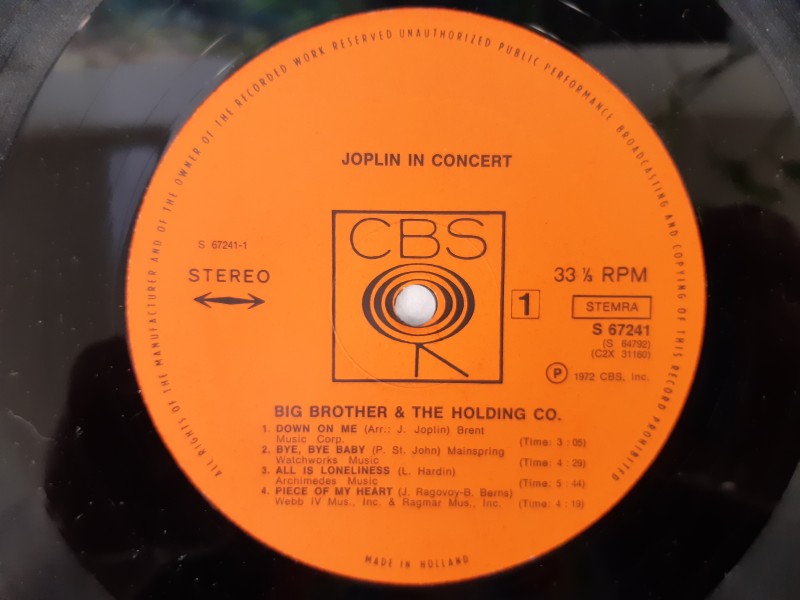 ALL RIGHTS OF THE MANUFACTURER AND OF THE OWNER OF THE RECORDED WORK RESERVED UNAUTHORIZED PUBLIC PERFORMANCE BROADCASTING AND COPYING OF THIS RECORD PROHIBITED
JOPLIN IN CONCERT
CBS
S 67241-1
STEREO
33 ⅓ RPM
1
STEMRA
S 67241
(S 64792)
(C2X 31160)
Ⓟ 1972 CBS, Inc.
BIG BROTHER & THE HOLDING CO.
1. DOWN ON ME (Arr.: J. Joplin) Brent
Music Corp. (Time: 3 : 05)
2. BYE, BYE BABY (P. St. John) Mainspring
Watchworks Music (Time: 4 : 29)
3. ALL IS LONELINESS (L. Hardin)
Archimedes Music (Time: 5 : 44)
4. PIECE OF MY HEART (J. Ragovoy-B. Berns)
Webb IV Mus., Inc. & Ragmar Mus., Inc. (Time: 4 : 19)
MADE IN HOLLAND